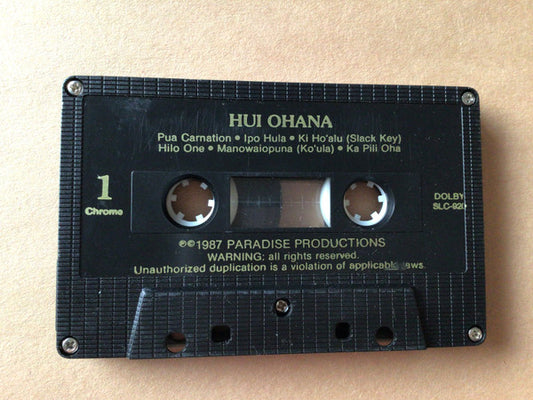 HUI OHANA
Pua Carnation • Ipo Hula • Ki Ho'alu (Slack Key)
Hilo One • Manowaiopuna (Ko'ula) • Ka Pili Oha
1
Chrome
DOLBY
℗©1987 PARADISE PRODUCTIONS
WARNING: all rights reserved.
Unauthorized duplication is a violation of applicable laws.